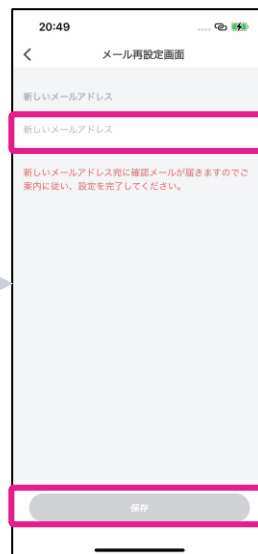 20:49
メール再設定画面
新しいメールアドレス
新しいメールアドレス
新しいメールアドレス宛に確認メールが届きますのでご
案内に従い、設定を完了してください。
保存